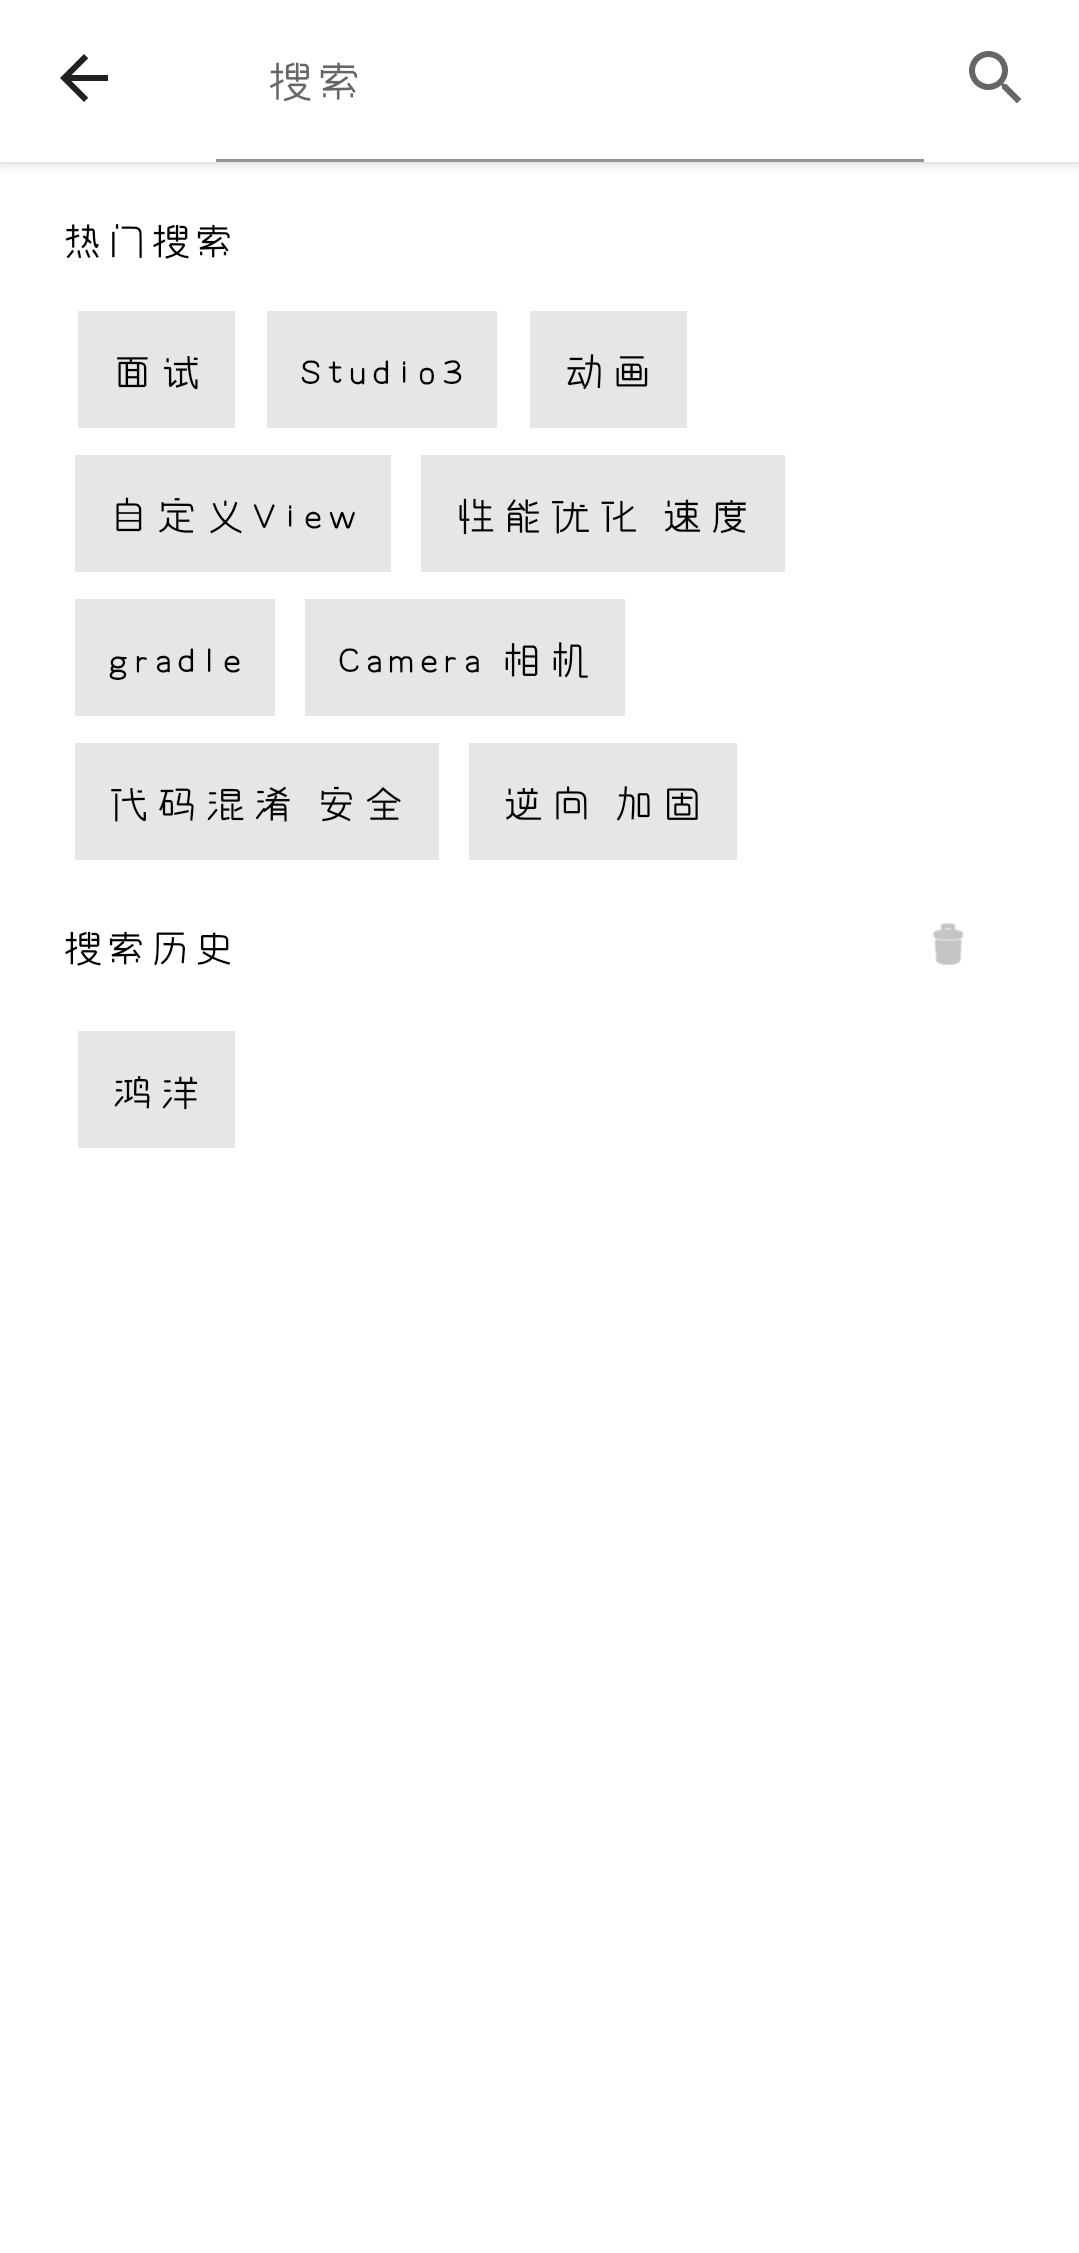 搜索
热门搜索
面试 Studio3 动画
自定义View 性能优化 速度
gradle Camera 相机
代码混淆 安全 逆向 加固
搜索历史
鸿洋